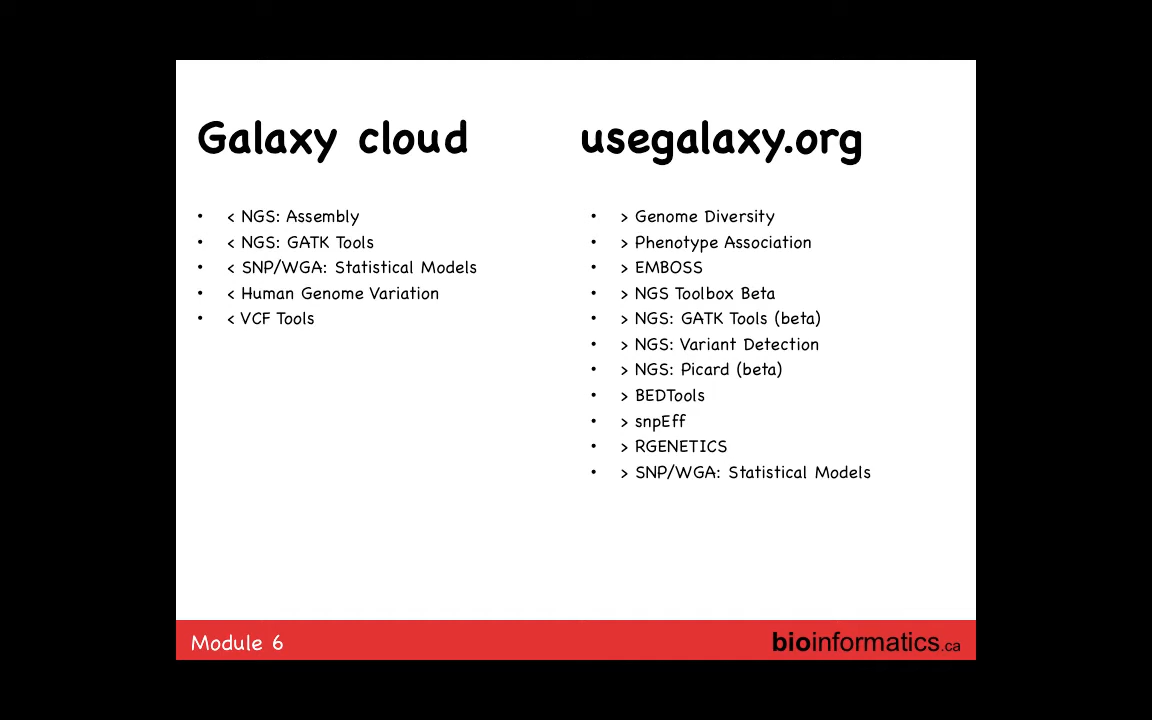 Galaxy cloud
• < NGS: Assembly
• < NGS: GATK Tools
• < SNP/WGA: Statistical Models
• < Human Genome Variation
• < VCF Tools
usegalaxy.org
• > Genome Diversity
• > Phenotype Association
• > EMBOSS
• > NGS Toolbox Beta
• > NGS: GATK Tools (beta)
• > NGS: Variant Detection
• > NGS: Picard (beta)
• > BEDTools
• > snpEff
• > RGENETICS
• > SNP/WGA: Statistical Models
Module 6
bioinformatics.ca